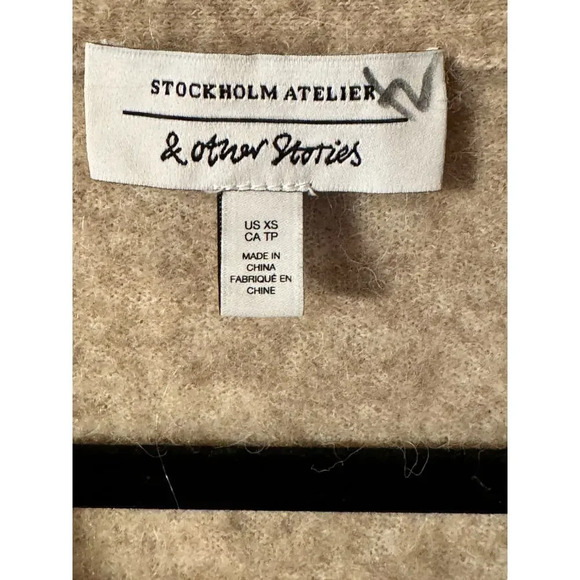 STOCKHOLM ATELIER
& other Stories
US XS
CA TP
MADE IN
CHINA
FABRIQUÉ EN
CHINE